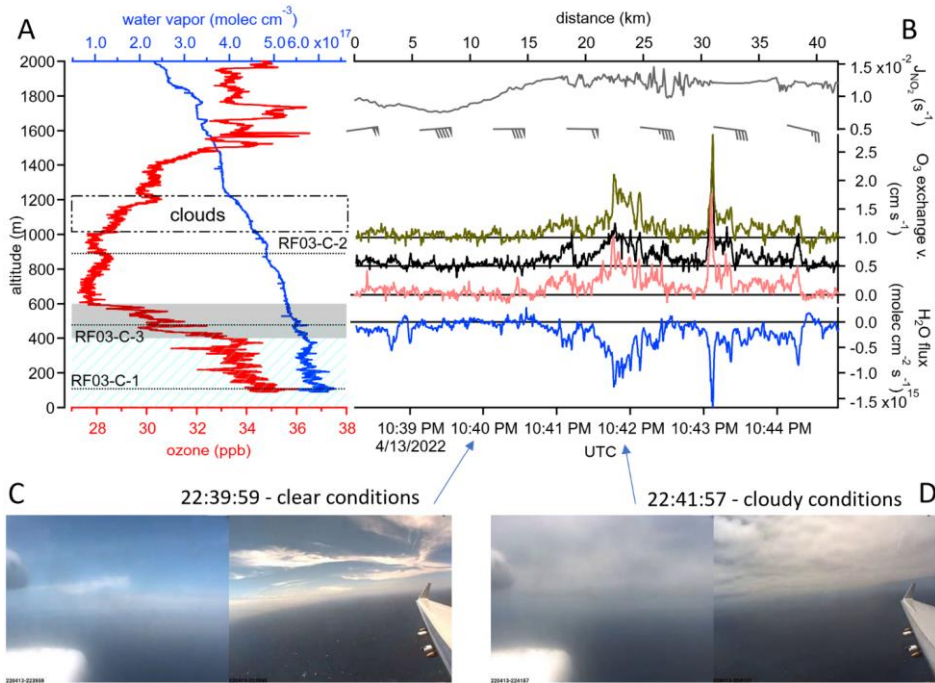 A
water vapor (molec cm-3)
1.0 2.0 3.0 4.0 5.0 6.0 x10^17
2000
1800
1600
1400
1200
1000
800
600
400
200
0
altitude (m)
clouds
RF03-C-2
RF03-C-3
RF03-C-1
28 30 32 34 36 38
ozone (ppb)
B
distance (km)
0 5 10 15 20 25 30 35 40
1.5 x10^-2
1.0
0.5
J NO2 (s-1)
2.5
2.0
1.5
1.0
0.5
0.0
O3 exchange v.
(cm s-1)
0.0
-0.5
-1.0
-1.5 x10^15
H2O flux
(molec cm-2 s-1)
10:39 PM 10:40 PM 10:41 PM 10:42 PM 10:43 PM 10:44 PM
4/13/2022
UTC
C
22:39:59 - clear conditions
22:41:57 - cloudy conditions
D
220413-223959
220413-224157